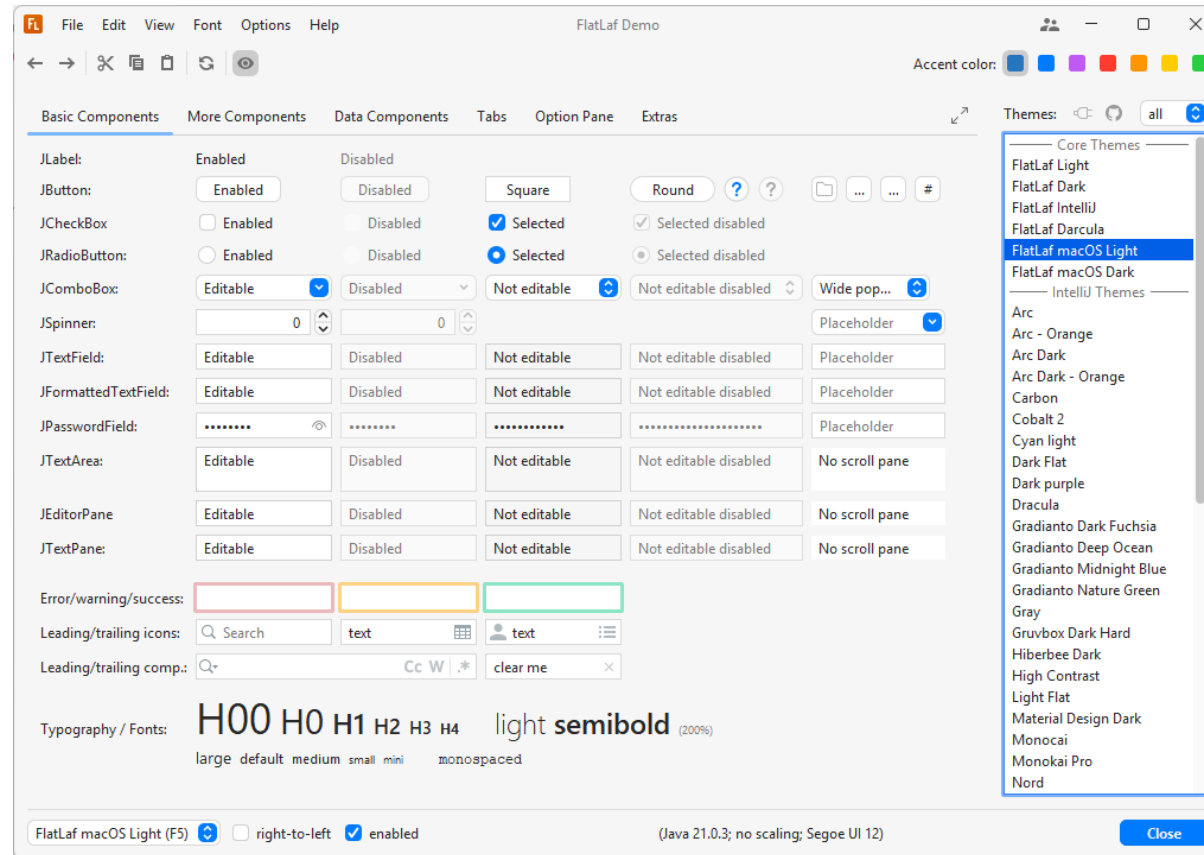 FL File Edit View Font Options Help FlatLaf Demo
Accent color:
Basic Components More Components Data Components Tabs Option Pane Extras
JLabel: Enabled Disabled
JButton: Enabled Disabled Square Round ? ? ... ... #
JCheckBox Enabled Disabled Selected Selected disabled
JRadioButton: Enabled Disabled Selected Selected disabled
JComboBox: Editable Disabled Not editable Not editable disabled Wide pop...
JSpinner: 0 0 Placeholder
JTextField: Editable Disabled Not editable Not editable disabled Placeholder
JFormattedTextField: Editable Disabled Not editable Not editable disabled Placeholder
JPasswordField: •••••••• •••••••• •••••••••••• ••••••••••••••••••••• Placeholder
JTextArea: Editable Disabled Not editable Not editable disabled No scroll pane
JEditorPane Editable Disabled Not editable Not editable disabled No scroll pane
JTextPane: Editable Disabled Not editable Not editable disabled No scroll pane
Error/warning/success:
Leading/trailing icons: Search text text
Leading/trailing comp.: Cc W .* clear me
Typography / Fonts: H00 H0 H1 H2 H3 H4 light semibold (200%)
large default medium small mini monospaced
Themes: all
Core Themes
FlatLaf Light
FlatLaf Dark
FlatLaf IntelliJ
FlatLaf Darcula
FlatLaf macOS Light
FlatLaf macOS Dark
IntelliJ Themes
Arc
Arc - Orange
Arc Dark
Arc Dark - Orange
Carbon
Cobalt 2
Cyan light
Dark Flat
Dark purple
Dracula
Gradianto Dark Fuchsia
Gradianto Deep Ocean
Gradianto Midnight Blue
Gradianto Nature Green
Gray
Gruvbox Dark Hard
Hiberbee Dark
High Contrast
Light Flat
Material Design Dark
Monocai
Monokai Pro
Nord
FlatLaf macOS Light (F5) right-to-left enabled (Java 21.0.3; no scaling; Segoe UI 12) Close